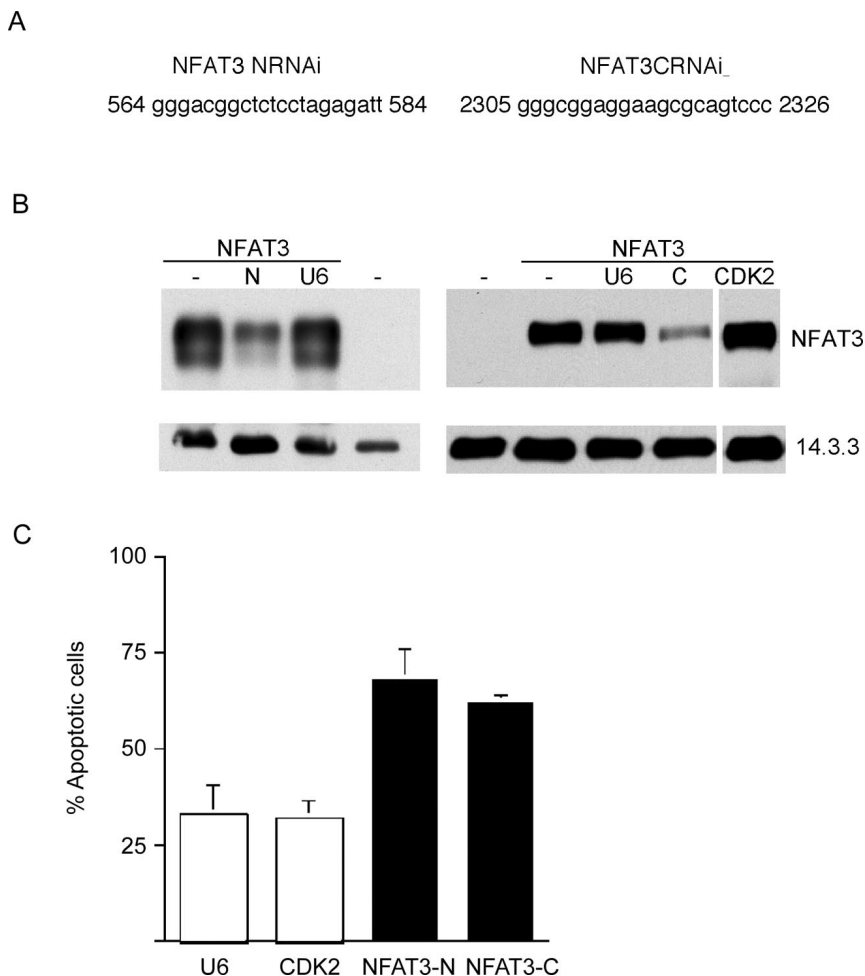 A
NFAT3 NRNAi NFAT3CRNAi_
564 gggacggctctcctagagatt 584 2305 gggcggaggaagcgcagtccc 2326
B
NFAT3 NFAT3
- N U6 - - - U6 C CDK2
NFAT3
14.3.3
C
100
75
50
25
% Apoptotic cells
U6 CDK2 NFAT3-N NFAT3-C